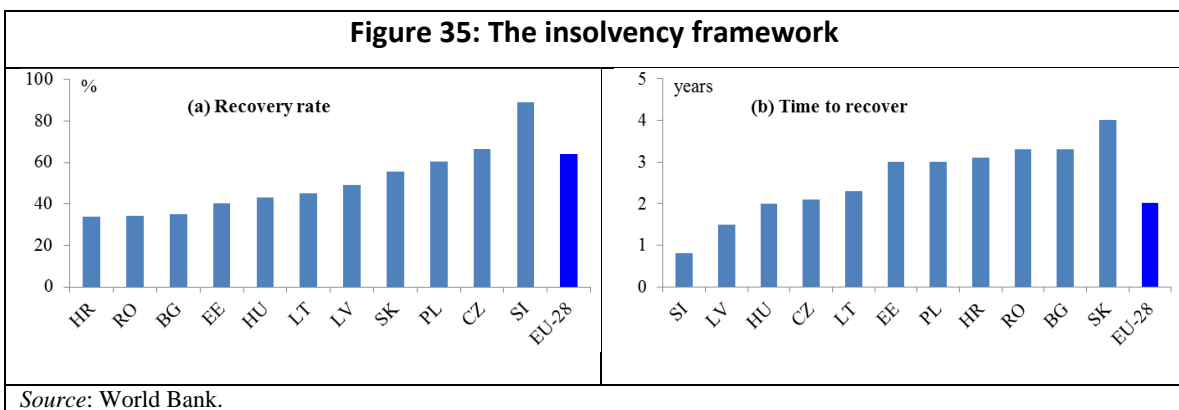 Figure 35: The insolvency framework
%
(a) Recovery rate
100
80
60
40
20
0
HR RO BG EE HU LT LV SK PL CZ SI EU-28
years
(b) Time to recover
5
4
3
2
1
0
SI LV HU CZ LT EE PL HR RO BG SK EU-28
Source: World Bank.